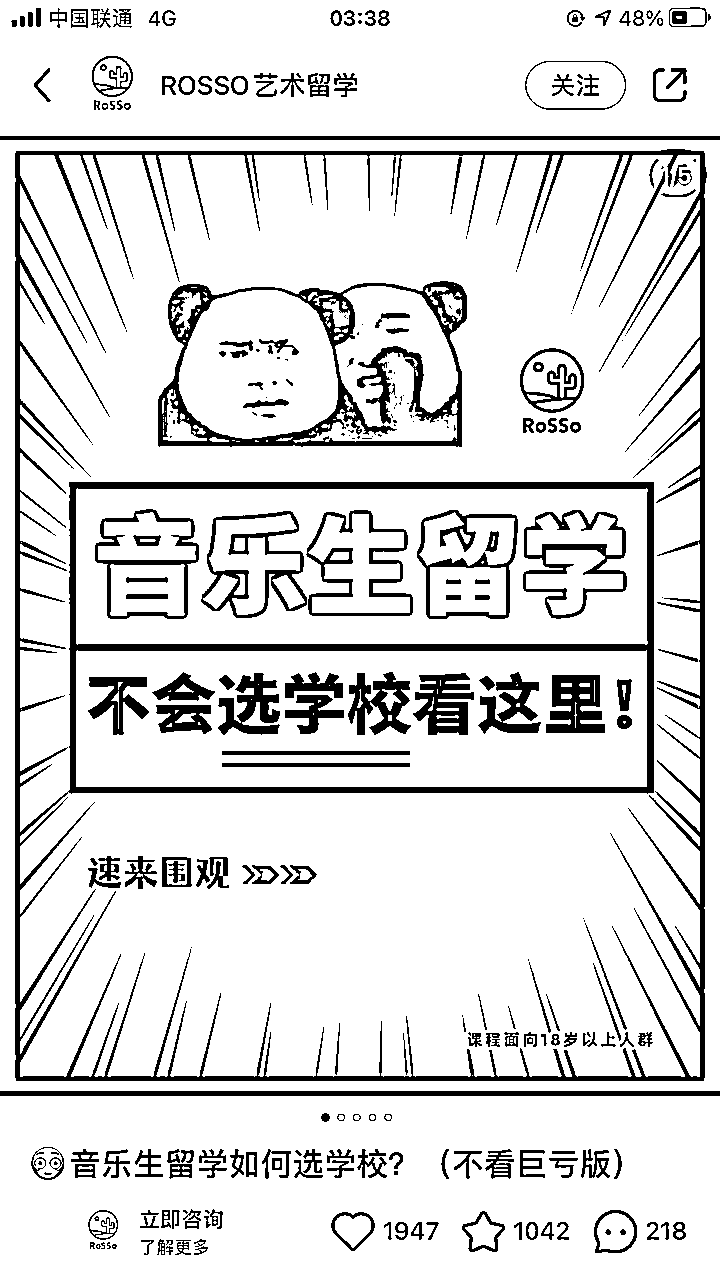 中国联通 4G 03:38 48%
RoSSo
ROSSO艺术留学 关注
1/5
RoSSo
音乐生留学
不会选学校看这里!
速来围观
课程面向18岁以上人群
😳音乐生留学如何选学校?（不看巨亏版）
RoSSo
立即咨询
了解更多
1947 1042 218